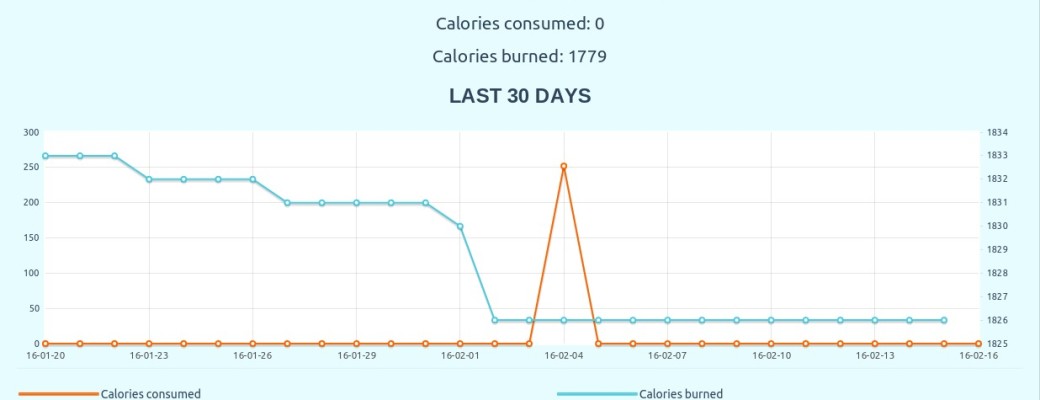 Calories consumed: 0
Calories burned: 1779
LAST 30 DAYS
300 1834
250 1833
200 1832
150 1831
100 1830
50 1829
0 1828
1827
1826
1825
16-01-20 16-01-23 16-01-26 16-01-29 16-02-01 16-02-04 16-02-07 16-02-10 16-02-13 16-02-16
Calories consumed Calories burned